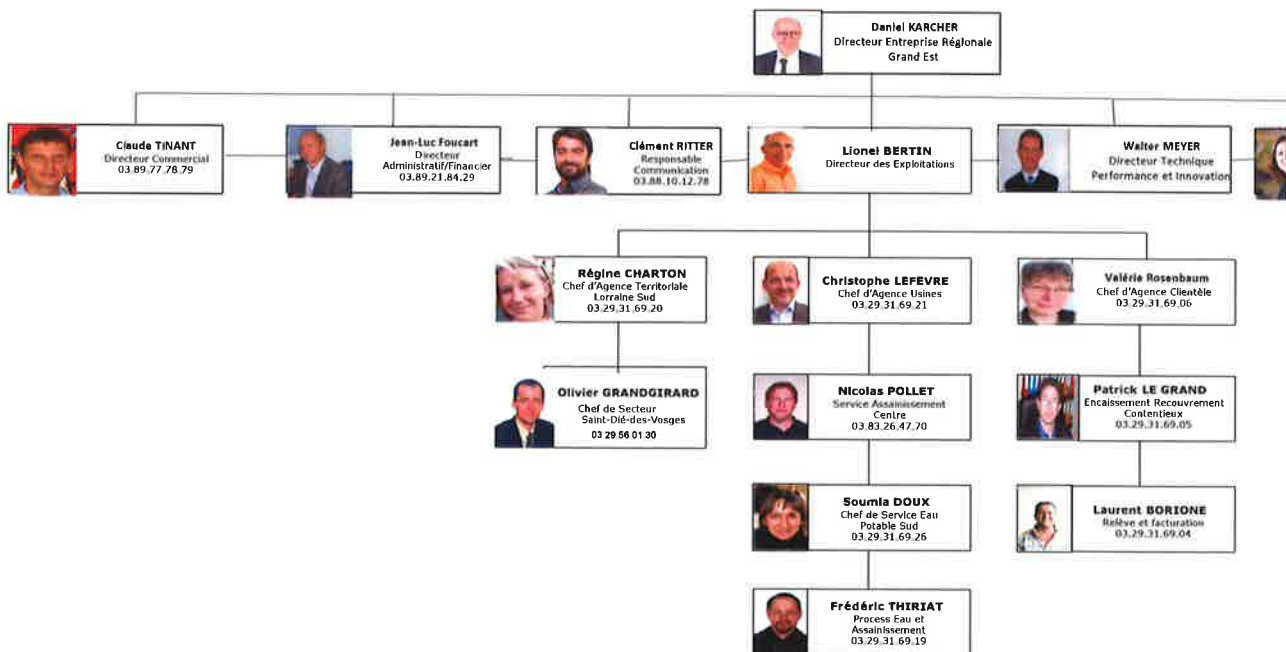 Daniel KARCHER
Directeur Entreprise Régionale
Grand Est
Claude TINANT
Directeur Commercial
03.89.77.78.79
Jean-Luc Foucart
Directeur
Administratif/Financier
03.89.21.84.29
Clément RITTER
Responsable
Communication
03.88.10.12.78
Lionel BERTIN
Directeur des Exploitations
Walter MEYER
Directeur Technique
Performance et Innovation
Régine CHARTON
Chef d'Agence Territoriale
Lorraine Sud
03.29.31.69.20
Christophe LEFEVRE
Chef d'Agence Usines
03.29.31.69.21
Valérie Rosenbaum
Chef d'Agence Clientèle
03.29.31.69.06
Olivier GRANDGIRARD
Chef de Secteur
Saint-Dié-des-Vosges
03 29 56 01 30
Nicolas POLLET
Service Assainissement
Centre
03.83.26.47.70
Patrick LE GRAND
Encaissement Recouvrement
Contentieux
03.29.31.69.05
Soumia DOUX
Chef de Service Eau
Potable Sud
03.29.31.69.26
Laurent BORIONE
Relève et facturation
03.29.31.69.04
Frédéric THIRIAT
Process Eau et
Assainissement
03.29.31.69.19